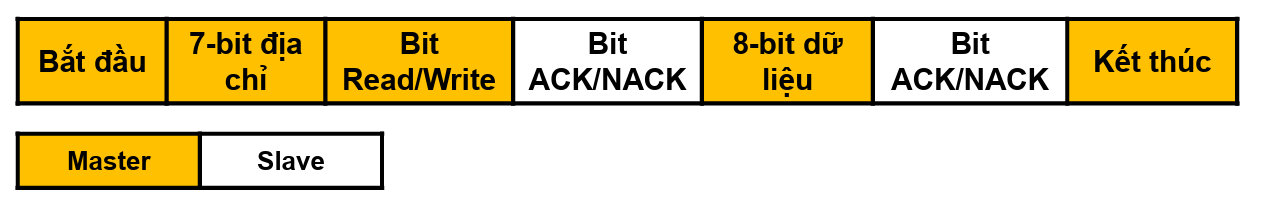 Bắt đầu
7-bit địa
chỉ
Bit
Read/Write
Bit
ACK/NACK
8-bit dữ
liệu
Bit
ACK/NACK
Kết thúc
Master
Slave